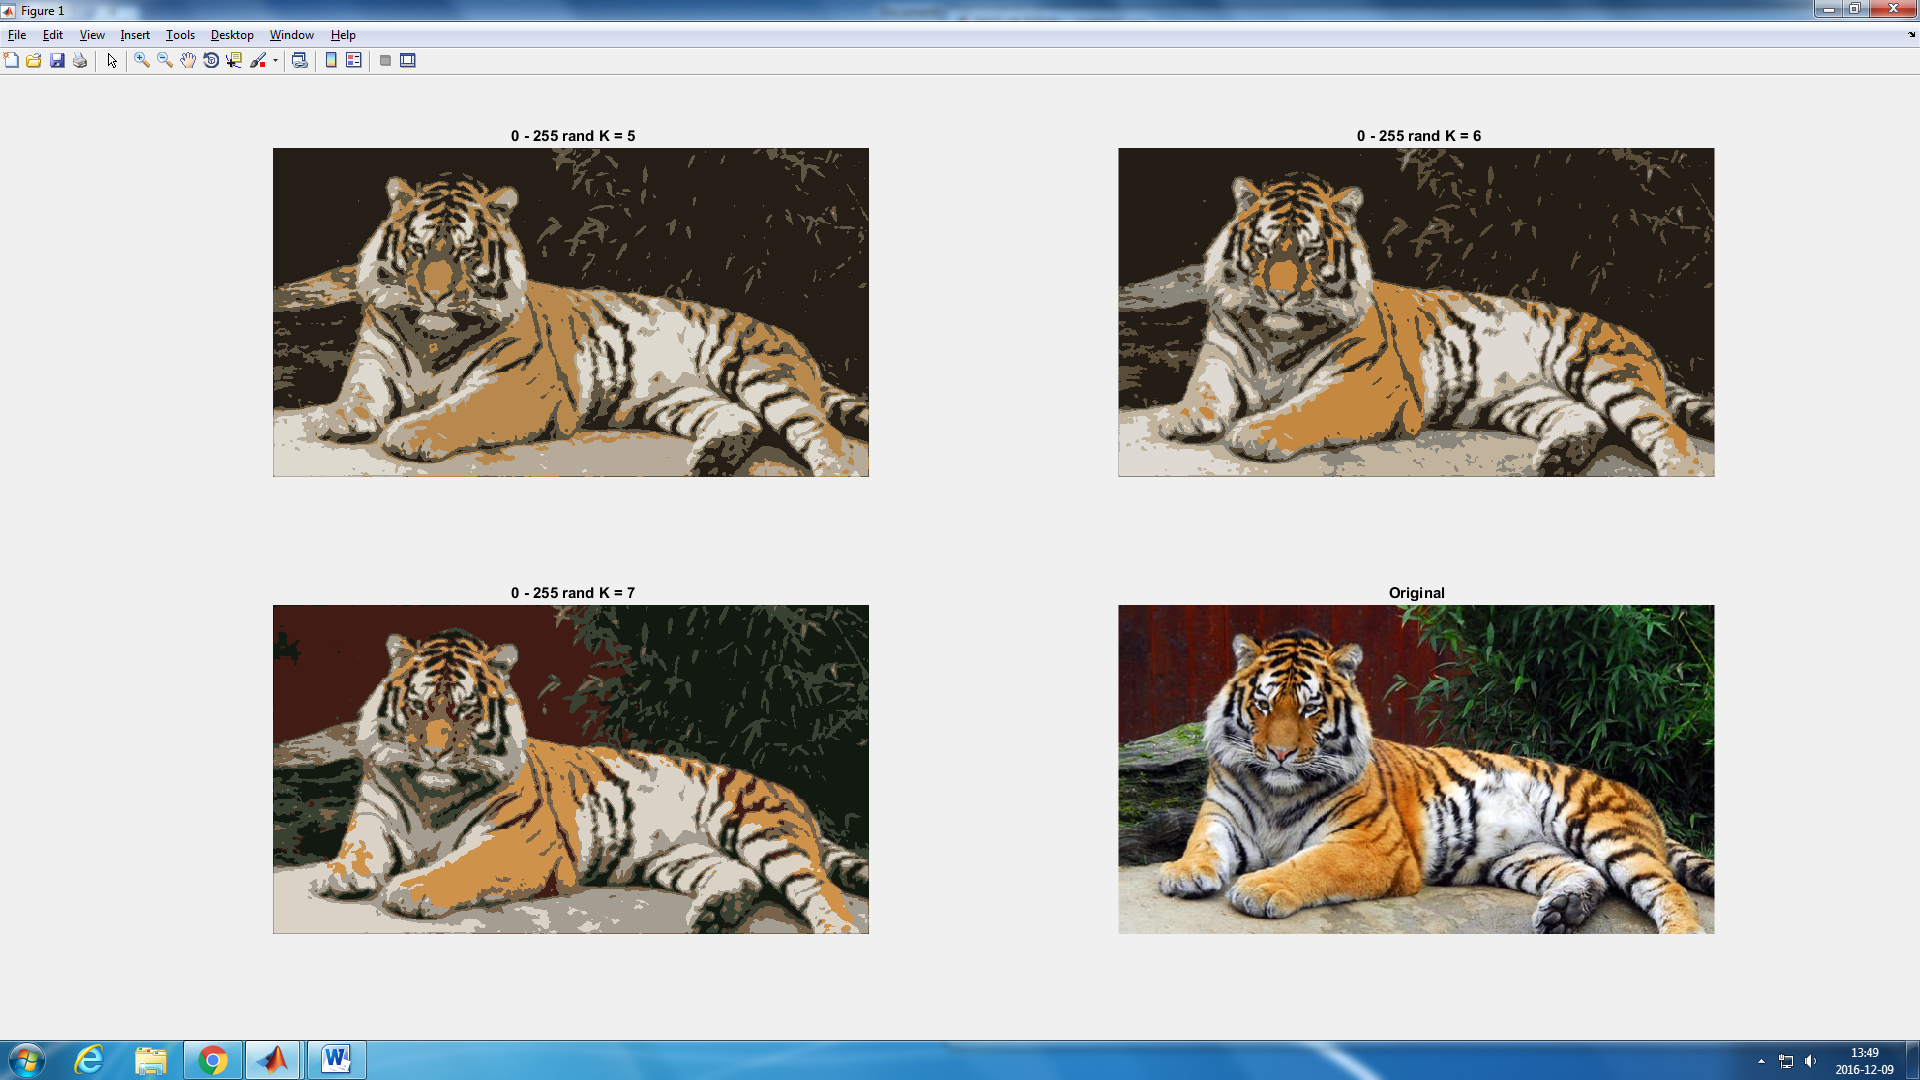 Figure 1
File Edit View Insert Tools Desktop Window Help
0 - 255 rand K = 5
0 - 255 rand K = 6
0 - 255 rand K = 7
Original
13:49
2016-12-09